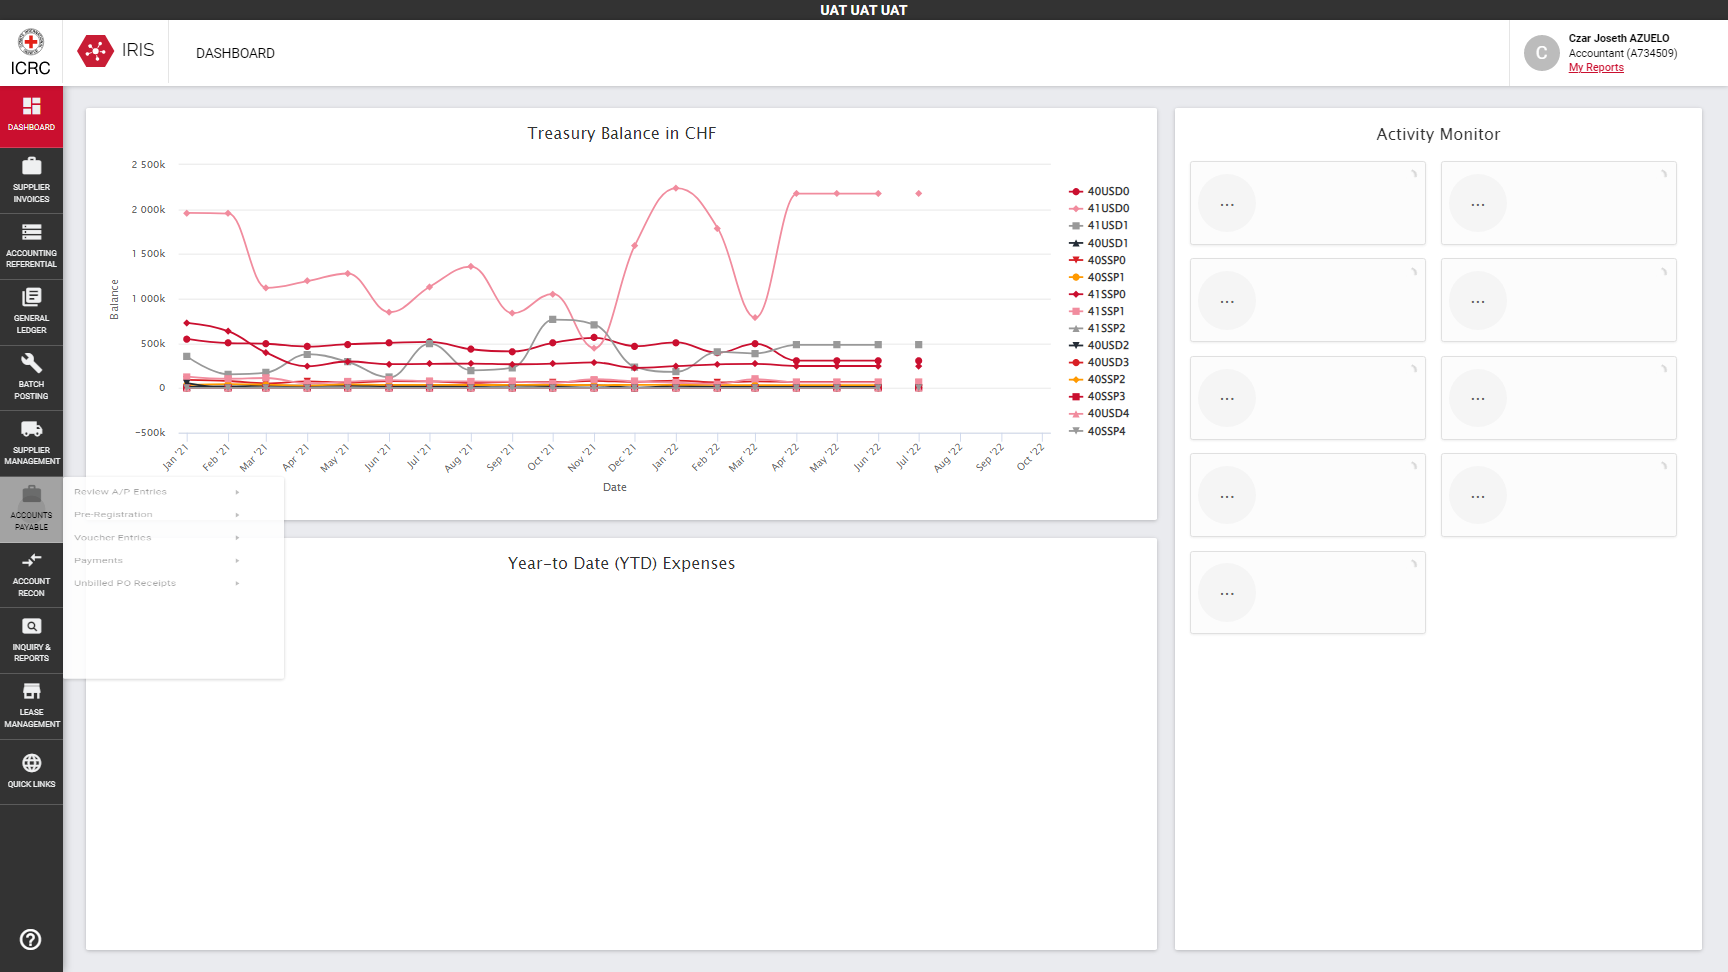 UAT UAT UAT
ICRC
IRIS
DASHBOARD
C
Czar Joseth AZUELO
Accountant (A734509)
My Reports
DASHBOARD
SUPPLIER
INVOICES
ACCOUNTING
REFERENTIAL
GENERAL
LEDGER
BATCH
POSTING
SUPPLIER
MANAGEMENT
ACCOUNTS
PAYABLE
ACCOUNT
RECON
INQUIRY &
REPORTS
LEASE
MANAGEMENT
QUICK LINKS
Review A/P Entries
Pre-Registration
Voucher Entries
Payments
Unbilled PO Receipts
Treasury Balance in CHF
Balance
2 500k
2 000k
1 500k
1 000k
500k
0
−500k
Jan '21
Feb '21
Mar '21
Apr '21
May '21
Jun '21
Jul '21
Aug '21
Sep '21
Oct '21
Nov '21
Dec '21
Jan '22
Feb '22
Mar '22
Apr '22
May '22
Jun '22
Jul '22
Aug '22
Sep '22
Oct '22
Date
40USD0
41USD0
41USD1
40USD1
40SSP0
40SSP1
41SSP0
41SSP1
41SSP2
40USD2
40USD3
40SSP2
40SSP3
40USD4
40SSP4
Year-to Date (YTD) Expenses
Activity Monitor
...
...
...
...
...
...
...
...
...